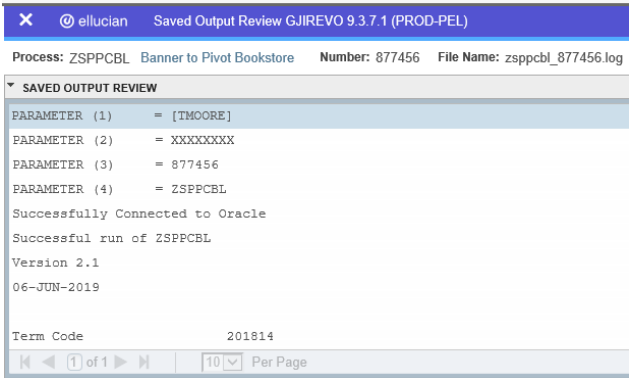 ellucian Saved Output Review GJIREVO 9.3.7.1 (PROD-PEL)
Process: ZSPPCBL Banner to Pivot Bookstore Number: 877456 File Name: zsppcbl_877456.log
SAVED OUTPUT REVIEW
PARAMETER (1) = [TMOORE]
PARAMETER (2) = XXXXXXXX
PARAMETER (3) = 877456
PARAMETER (4) = ZSPPCBL
Successfully Connected to Oracle
Successful run of ZSPPCBL
Version 2.1
06-JUN-2019
Term Code 201814
1 of 1 10 Per Page